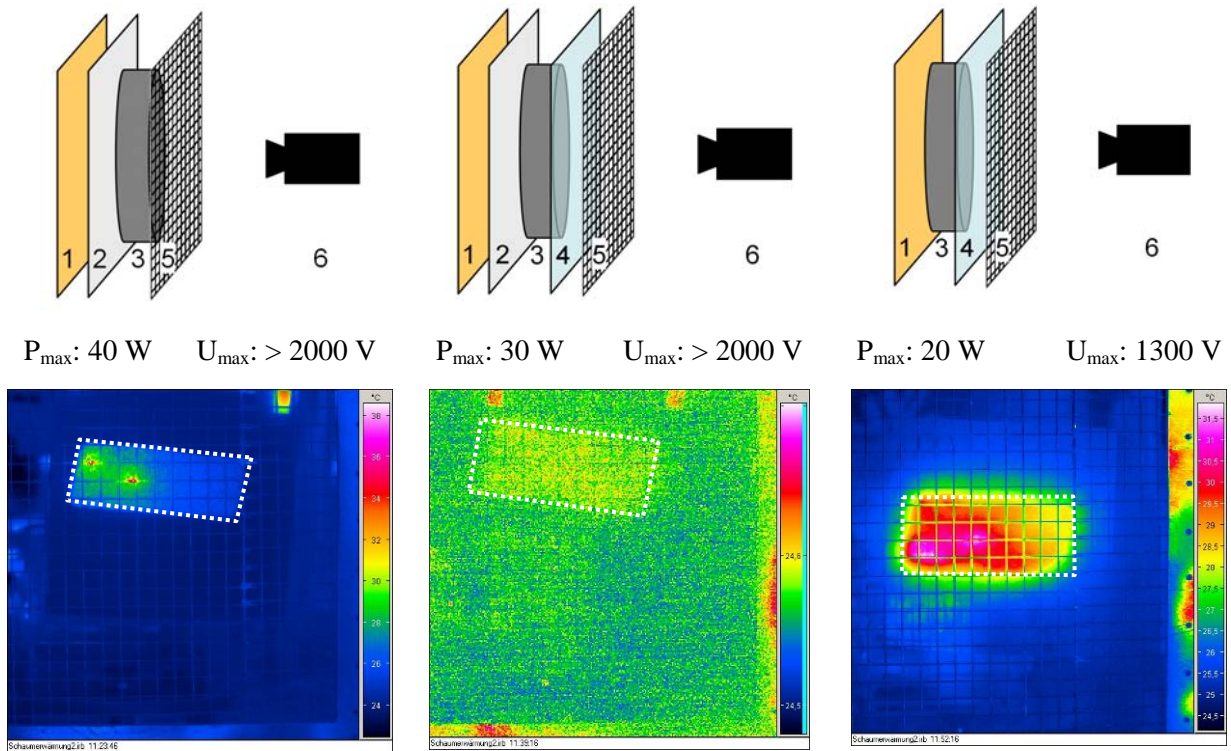 1 2 3 5 6
1 2 3 4 5 6
1 3 4 5 6
Pmax: 40 W Umax: > 2000 V
Pmax: 30 W Umax: > 2000 V
Pmax: 20 W Umax: 1300 V
°C
38
36
34
32
30
28
26
24
Schaumerwärmung2.irb 11:23:46
°C
24,6
24,5
Schaumerwärmung2.irb 11:39:16
°C
31
30,5
30
29,5
29
28,5
28
27,5
27
26,5
26
25,5
25
24,5
Schaumerwärmung2.irb 11:52:16